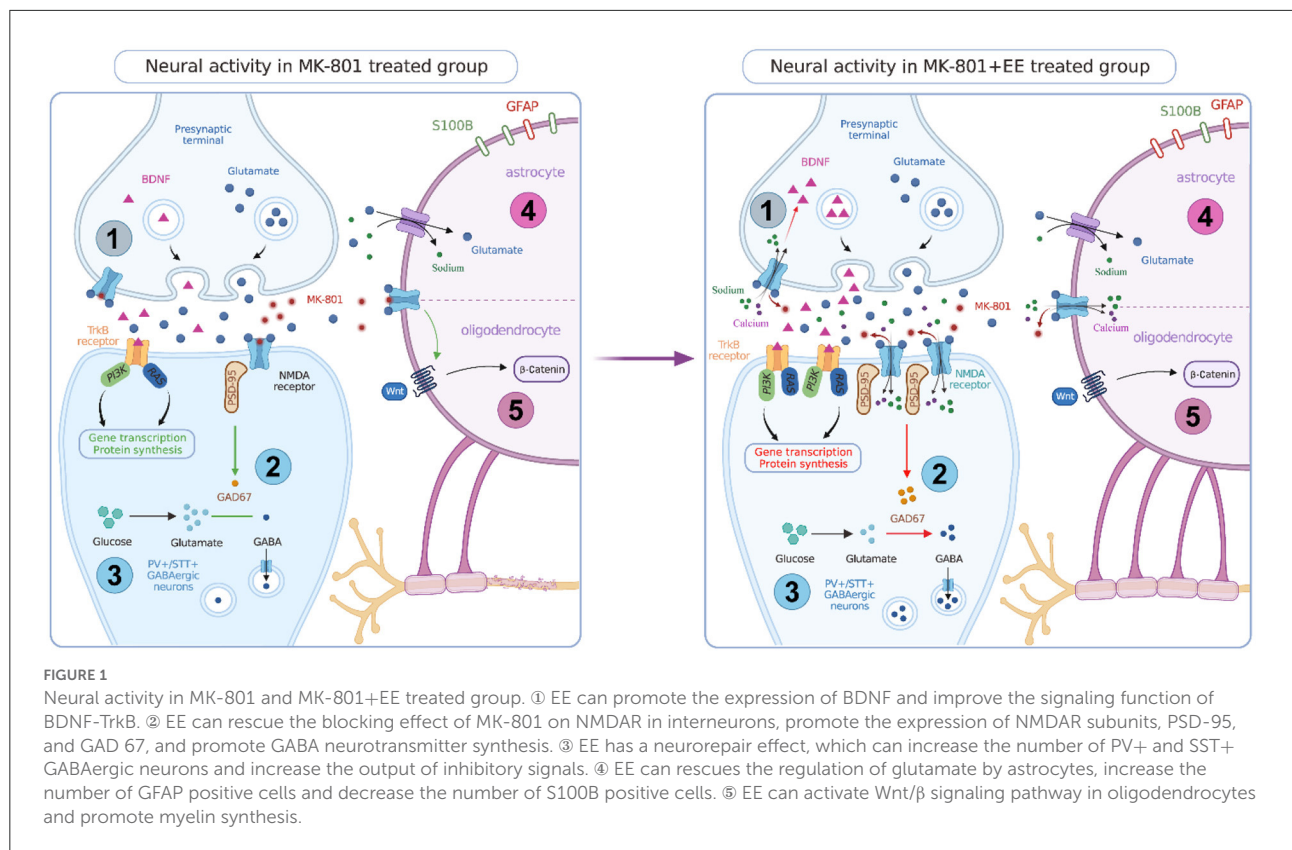 Neural activity in MK-801 treated group
S100B
GFAP
Presynaptic
terminal
BDNF
Glutamate
astrocyte
1
4
Glutamate
Sodium
MK-801
TrkB
receptor
oligodendrocyte
PI3K
RAS
NMDA
receptor
PSD-95
Wnt
β-Catenin
5
Gene transcription
Protein synthesis
2
GAD67
Glucose
Glutamate
GABA
3
PV+/STT+
GABAergic
neurons
Neural activity in MK-801+EE treated group
S100B
GFAP
Presynaptic
terminal
BDNF
Glutamate
astrocyte
1
4
Glutamate
Sodium
Sodium
Calcium
MK-801
Calcium
TrkB
receptor
oligodendrocyte
PI3K
RAS
PI3K
RAS
PSD-95
PSD-95
NMDA
receptor
Wnt
β-Catenin
5
Gene transcription
Protein synthesis
2
GAD67
Glucose
Glutamate
GABA
3
PV+/STT+
GABAergic
neurons
FIGURE 1
Neural activity in MK-801 and MK-801+EE treated group. ① EE can promote the expression of BDNF and improve the signaling function of
BDNF-TrkB. ② EE can rescue the blocking effect of MK-801 on NMDAR in interneurons, promote the expression of NMDAR subunits, PSD-95,
and GAD 67, and promote GABA neurotransmitter synthesis. ③ EE has a neurorepair effect, which can increase the number of PV+ and SST+
GABAergic neurons and increase the output of inhibitory signals. ④ EE can rescues the regulation of glutamate by astrocytes, increase the
number of GFAP positive cells and decrease the number of S100B positive cells. ⑤ EE can activate Wnt/β signaling pathway in oligodendrocytes
and promote myelin synthesis.